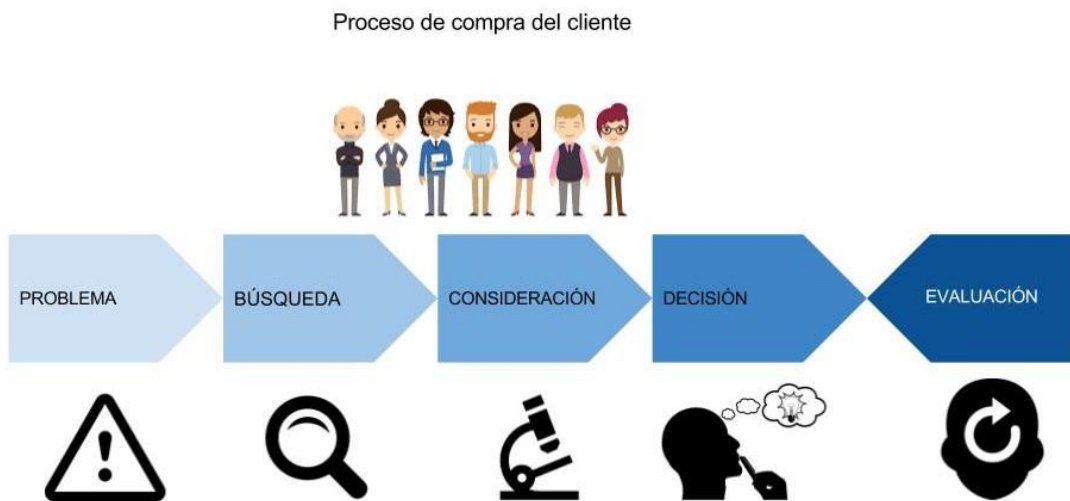 Proceso de compra del cliente
PROBLEMA
BÚSQUEDA
CONSIDERACIÓN
DECISIÓN
EVALUACIÓN